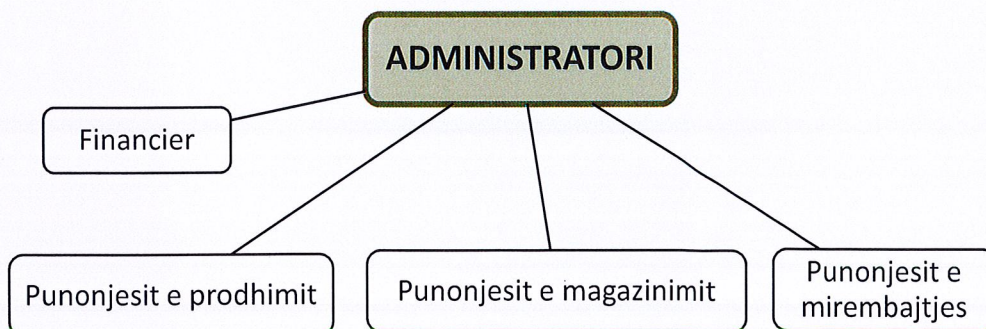 ADMINISTRATORI
Financier
Punonjesit e prodhimit
Punonjesit e magazinimit
Punonjesit e
mirembajtjes